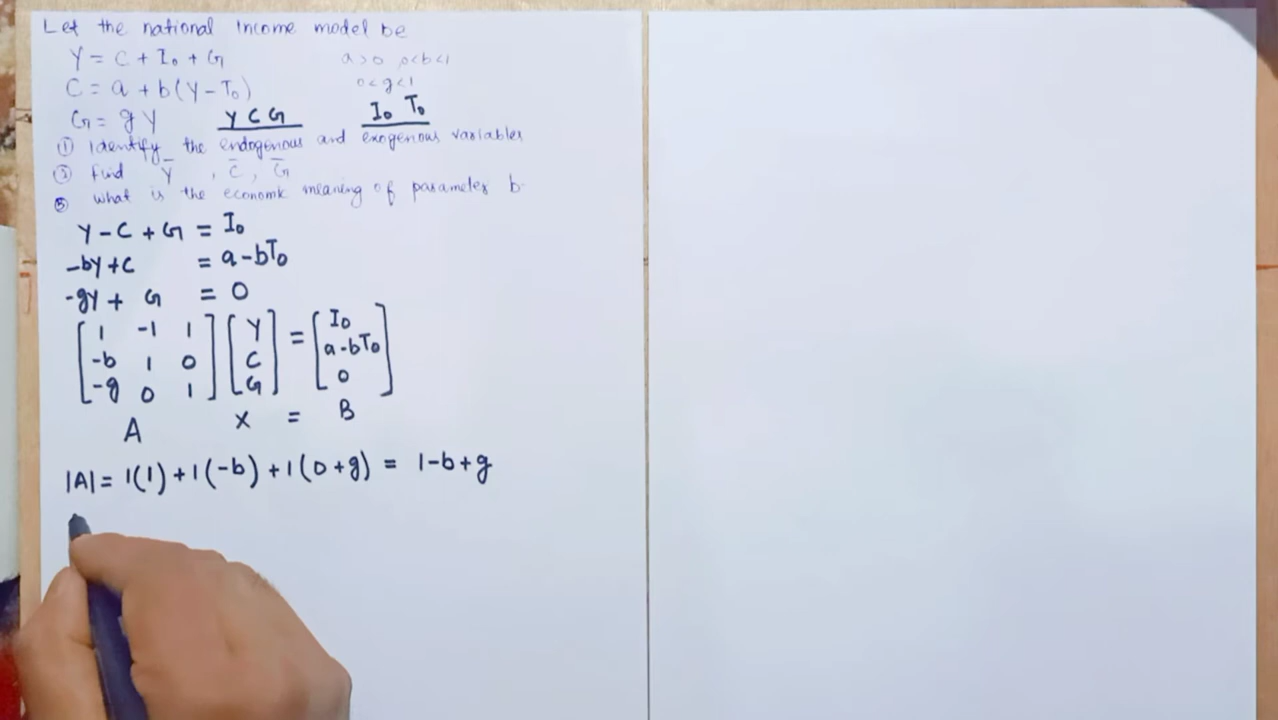 Let the national income model be
Y = C + I₀ + G a>0 0<b<1
C = a + b(Y-T₀) 0<g<1
G = gY Y C G I₀ T₀
① Identify the endogenous and exogenous variables
③ find Ȳ, C̄, Ḡ
⑤ what is the economic meaning of parameter b
Y - C + G = I₀
-bY + C = a - bT₀
-gY + G = 0
[1 -1 1] [Y] = [I₀]
[-b 1 0] [C] [a-bT₀]
[-g 0 1] [G] [0]
A X = B
|A| = 1(1) + 1(-b) + 1(0+g) = 1-b+g